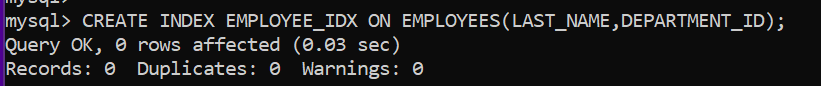 mysql> CREATE INDEX EMPLOYEE_IDX ON EMPLOYEES(LAST_NAME,DEPARTMENT_ID);
Query OK, 0 rows affected (0.03 sec)
Records: 0  Duplicates: 0  Warnings: 0